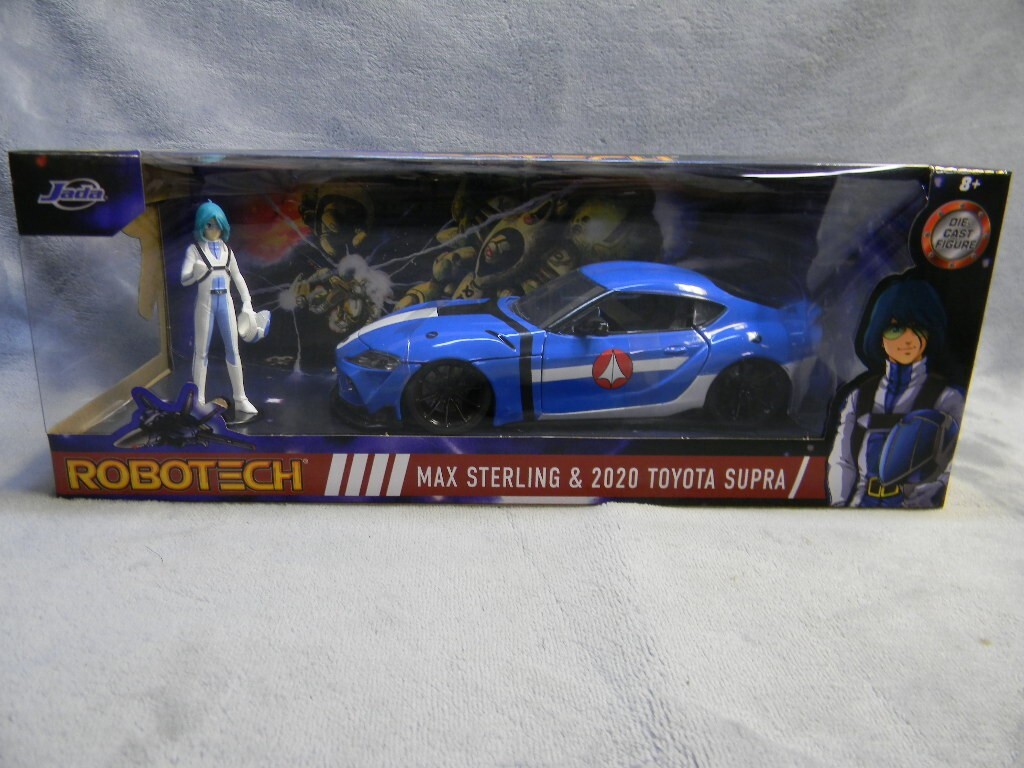 Jada
8+
DIE
CAST
FIGURE
ROBOTECH
MAX STERLING & 2020 TOYOTA SUPRA